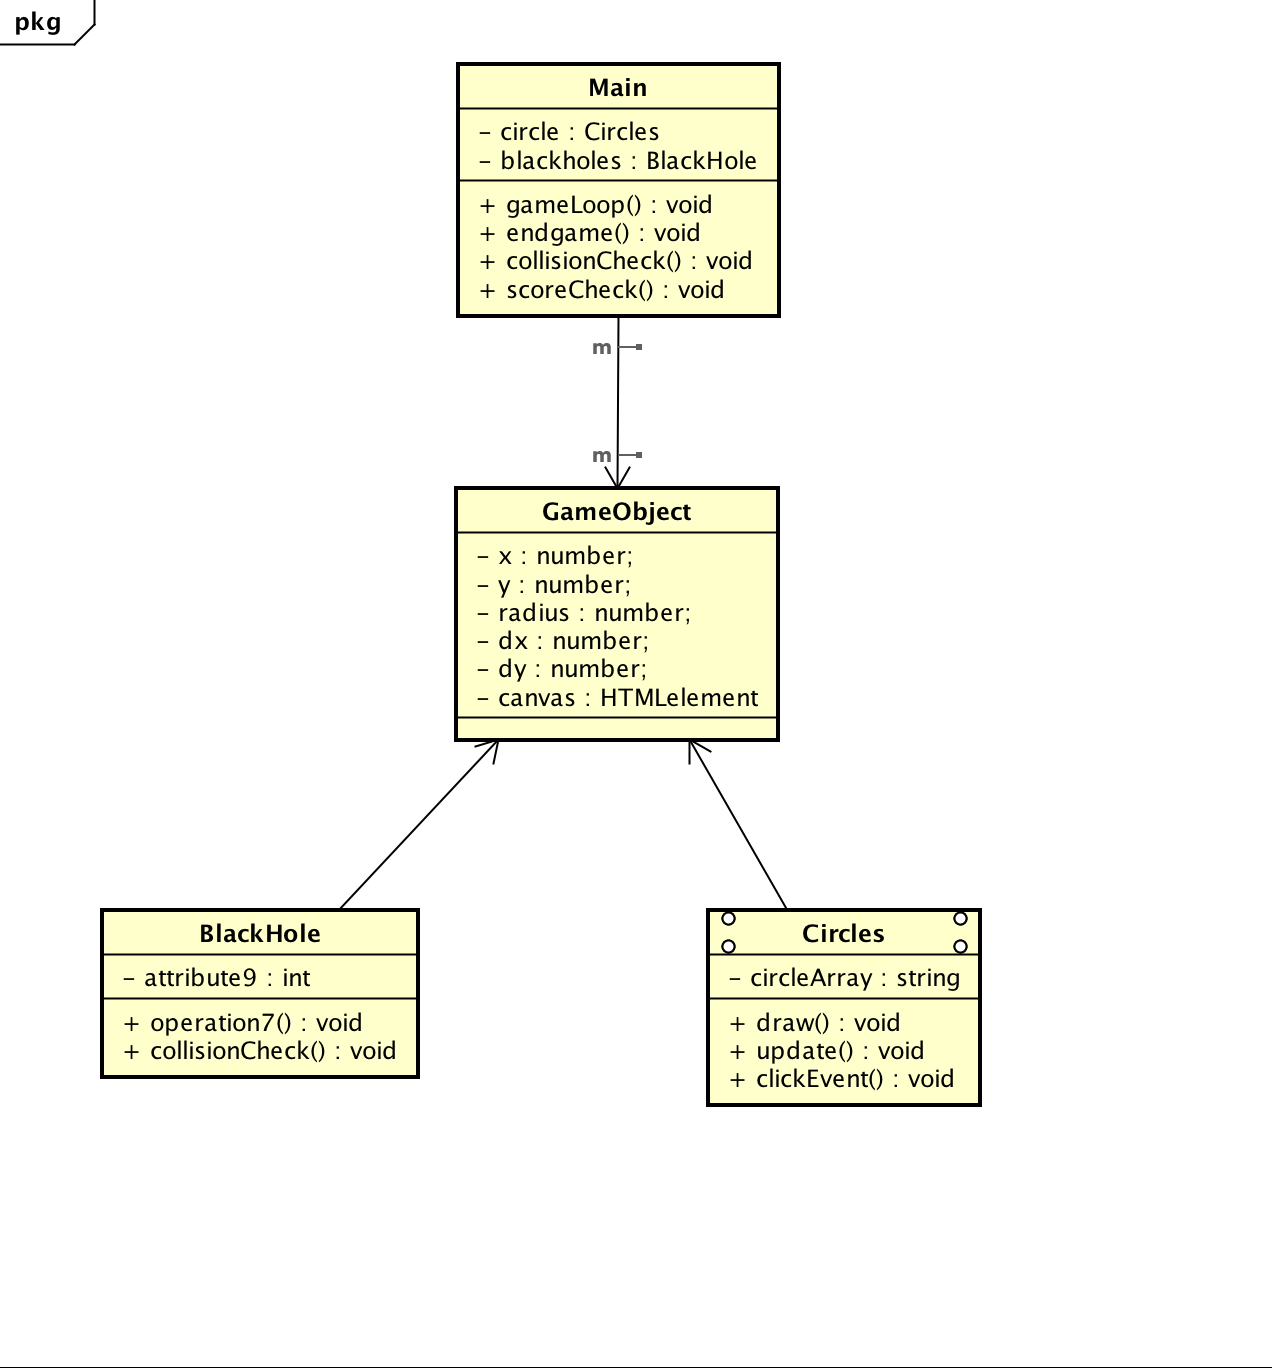 pkg
Main
– circle : Circles
– blackholes : BlackHole
+ gameLoop() : void
+ endgame() : void
+ collisionCheck() : void
+ scoreCheck() : void
m
m
GameObject
– x : number;
– y : number;
– radius : number;
– dx : number;
– dy : number;
– canvas : HTMLelement
BlackHole
– attribute9 : int
+ operation7() : void
+ collisionCheck() : void
Circles
– circleArray : string
+ draw() : void
+ update() : void
+ clickEvent() : void